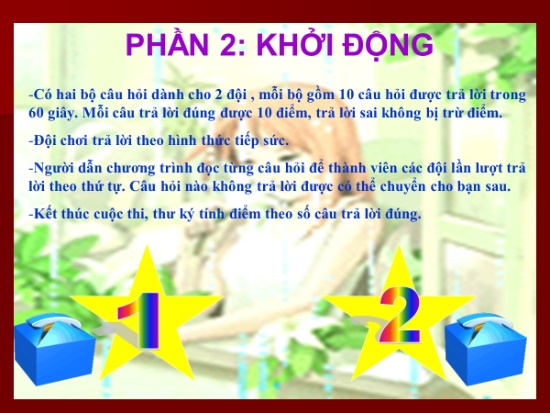 PHẦN 2: KHỞI ĐỘNG
-Có hai bộ câu hỏi dành cho 2 đội , mỗi bộ gồm 10 câu hỏi được trả lời trong
60 giây. Mỗi câu trả lời đúng được 10 điểm, trả lời sai không bị trừ điểm.
-Đội chơi trả lời theo hình thức tiếp sức.
-Người dẫn chương trình đọc từng câu hỏi để thành viên các đội lần lượt trả
lời theo thứ tự. Câu hỏi nào không trả lời được có thể chuyển cho bạn sau.
-Kết thúc cuộc thi, thư ký tính điểm theo số câu trả lời đúng.
1 2